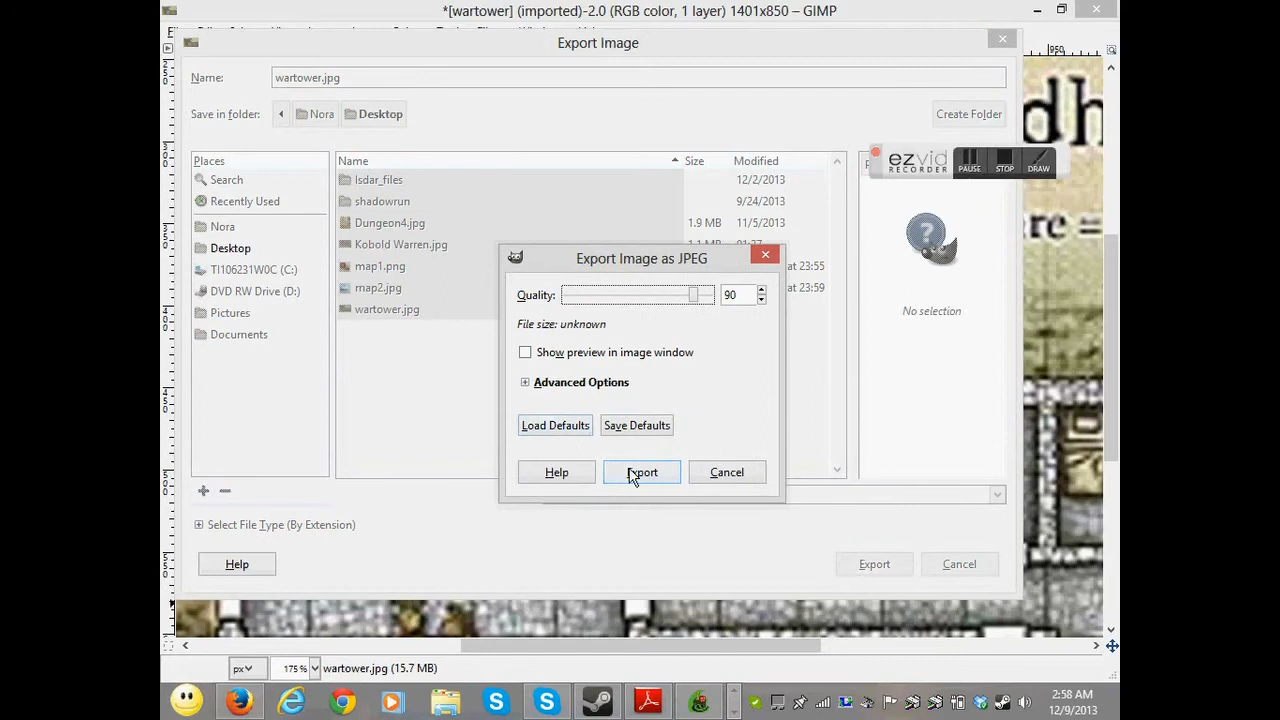 *[wartower] (imported)-2.0 (RGB color, 1 layer) 1401x850 – GIMP
Export Image
Name: wartower.jpg
Save in folder: Nora Desktop Create Folder
Places Name Size Modified
Search lsdar_files 12/2/2013
Recently Used shadowrun 9/24/2013
Nora Dungeon4.jpg 1.9 MB 11/5/2013
Desktop Kobold Warren.jpg
TI106231W0C (C:) map1.png at 23:55
DVD RW Drive (D:) map2.jpg at 23:59
Pictures wartower.jpg
Documents
ezvid
RECORDER
PAUSE STOP DRAW
No selection
Export Image as JPEG
Quality: 90
File size: unknown
Show preview in image window
Advanced Options
Load Defaults Save Defaults
Help Export Cancel
Select File Type (By Extension)
Help Export Cancel
px 175 % wartower.jpg (15.7 MB)
2:58 AM
12/9/2013